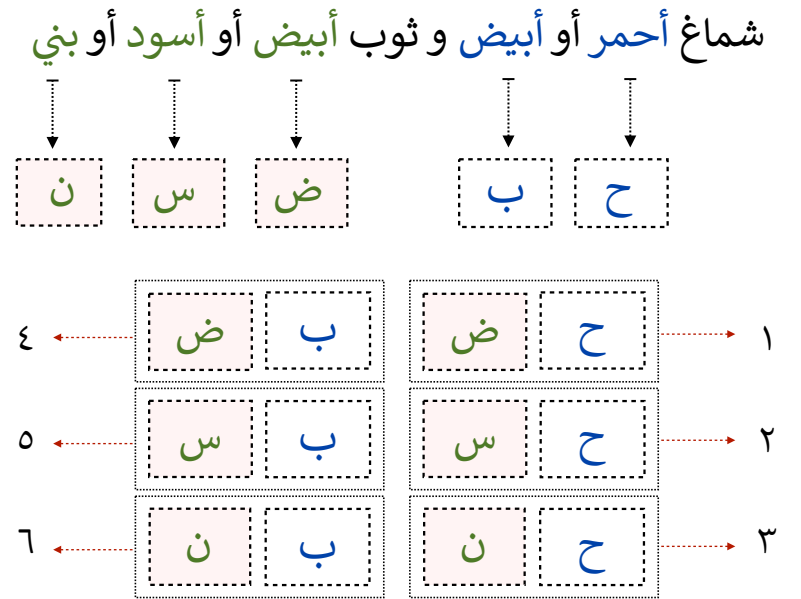 شماغ أحمر أو أبيض و ثوب أبيض أو أسود أو بني
ح ب ض س ن
١ ح ض ب ض ٤
٢ ح س ب س ٥
٣ ح ن ب ن ٦